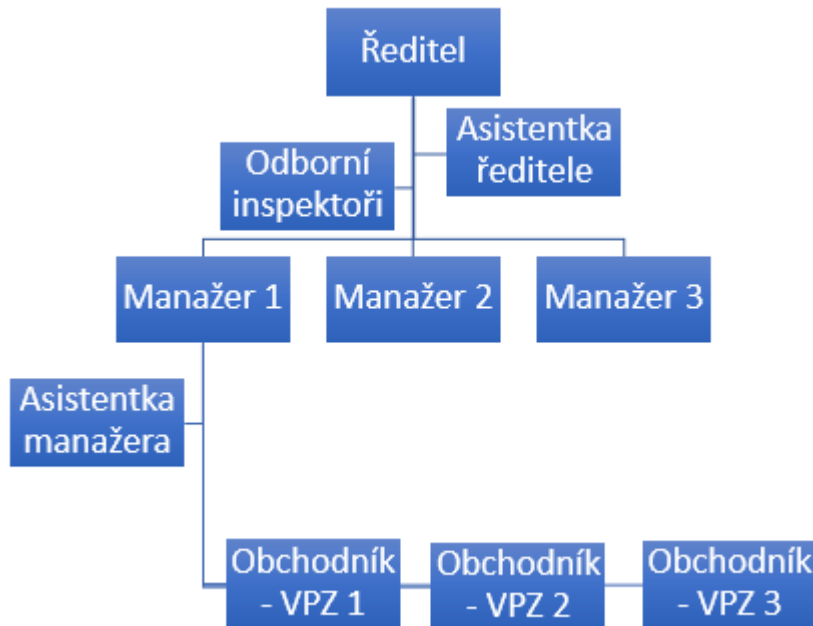 Ředitel
Asistentka
ředitele
Odborní
inspektoři
Manažer 1
Manažer 2
Manažer 3
Asistentka
manažera
Obchodník
- VPZ 1
Obchodník
- VPZ 2
Obchodník
- VPZ 3